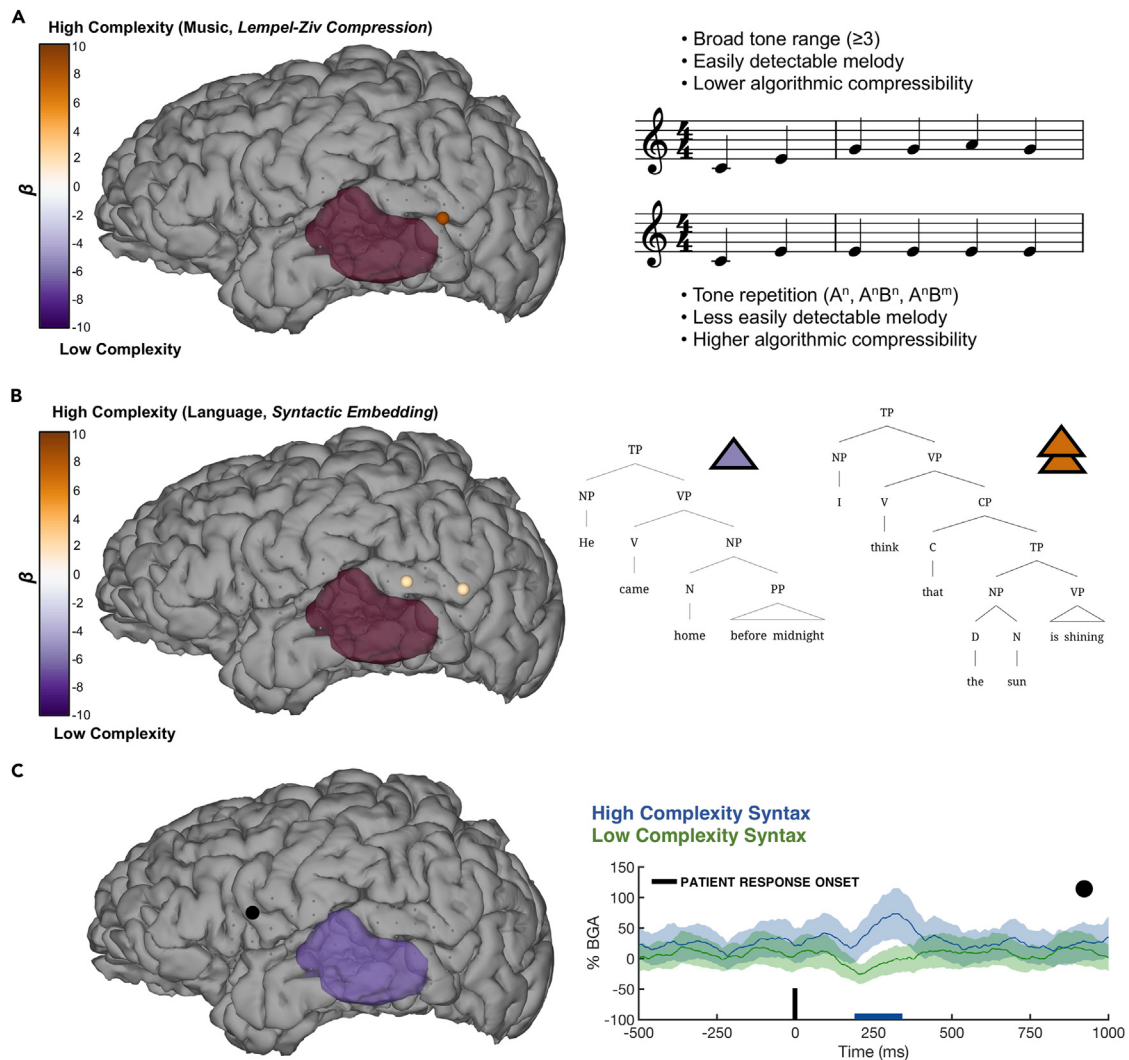 A
High Complexity (Music, Lempel-Ziv Compression)
10
8
6
4
2
0
-2
-4
-6
-8
-10
β
Low Complexity
• Broad tone range (≥3)
• Easily detectable melody
• Lower algorithmic compressibility
4
4
4
4
• Tone repetition (Aⁿ, AⁿBⁿ, AⁿBᵐ)
• Less easily detectable melody
• Higher algorithmic compressibility
B
High Complexity (Language, Syntactic Embedding)
10
8
6
4
2
0
-2
-4
-6
-8
-10
β
Low Complexity
TP
NP VP
He V NP
came N PP
home before midnight
TP
NP VP
I V CP
think C TP
that NP VP
D N is shining
the sun
C
High Complexity Syntax
Low Complexity Syntax
150
100
50
0
-50
-100
% BGA
PATIENT RESPONSE ONSET
-500 -250 0 250 500 750 1000
Time (ms)